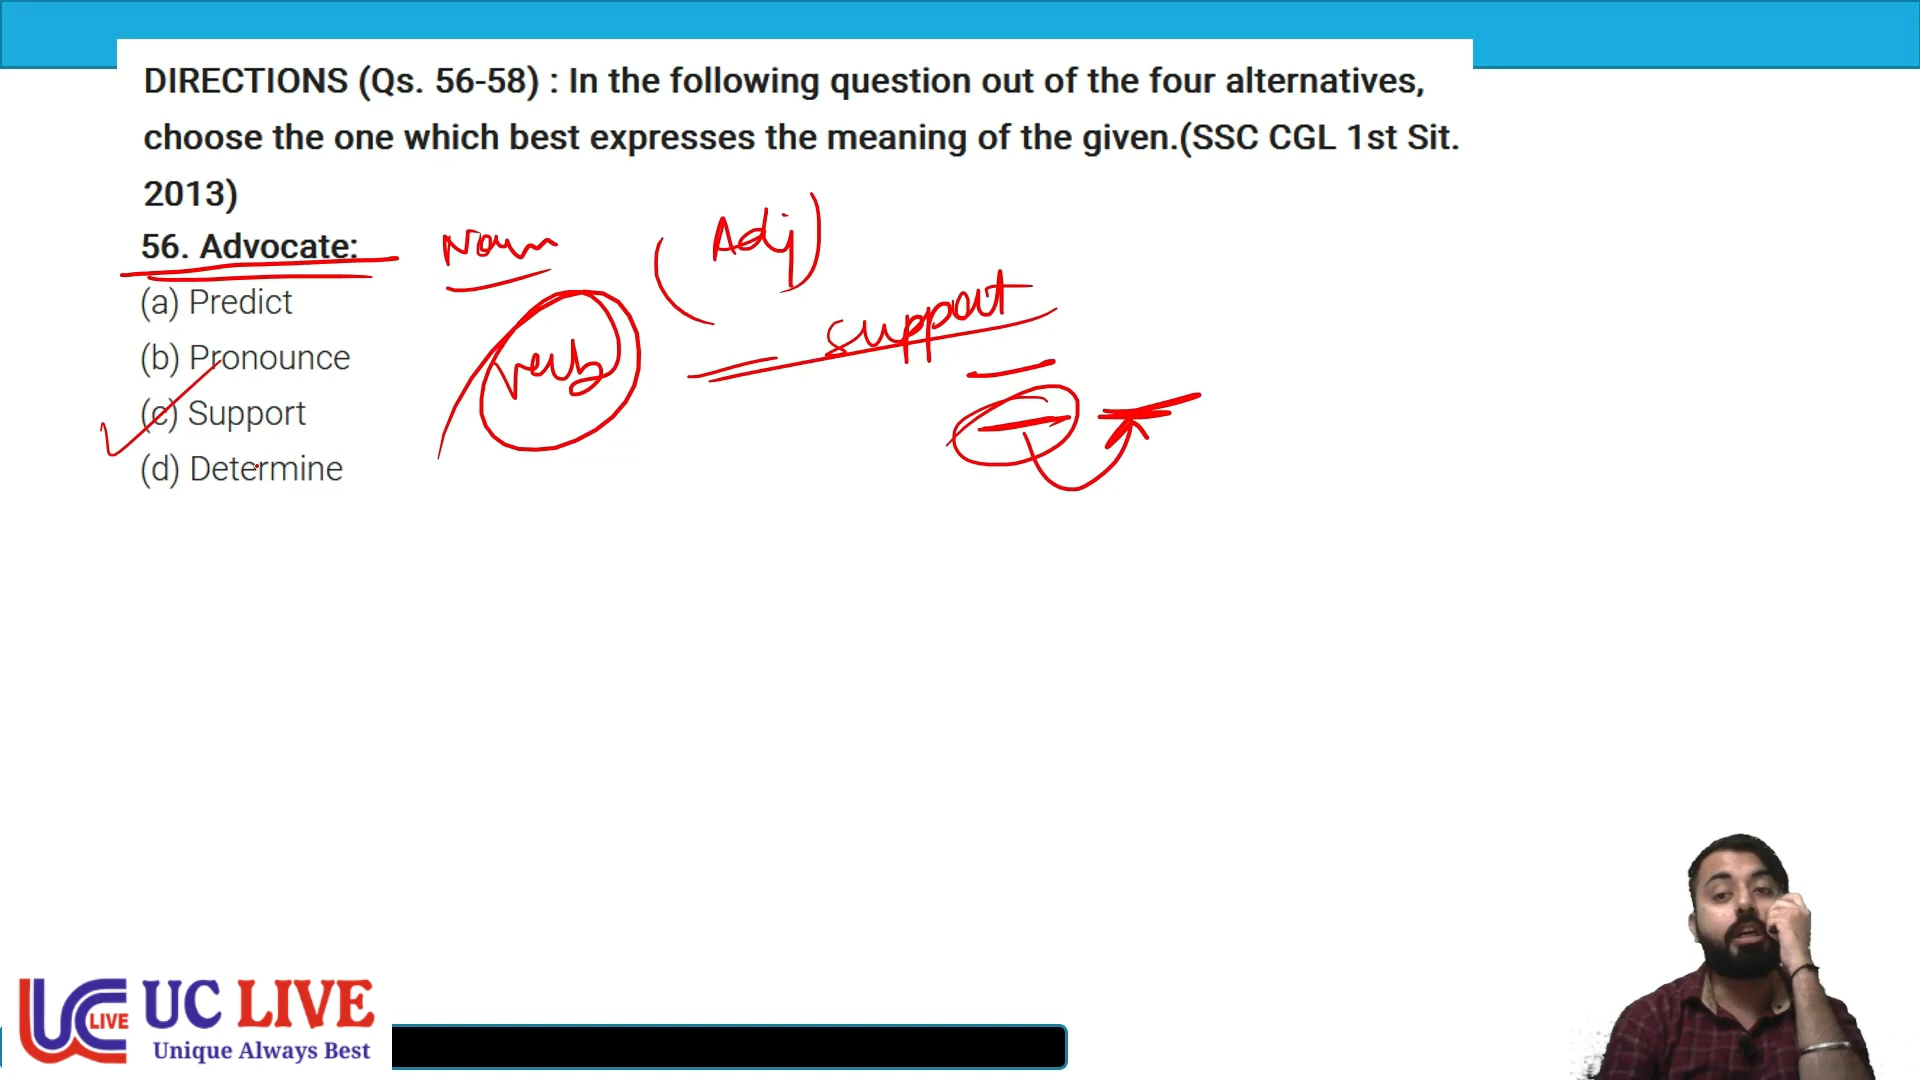 DIRECTIONS (Qs. 56-58) : In the following question out of the four alternatives,
choose the one which best expresses the meaning of the given.(SSC CGL 1st Sit.
2013)
56. Advocate:
Noun
(Adj)
(a) Predict
support
(b) Pronounce
verb
(c) Support
(d) Determine
UC LIVE
LIVE
Unique Always Best